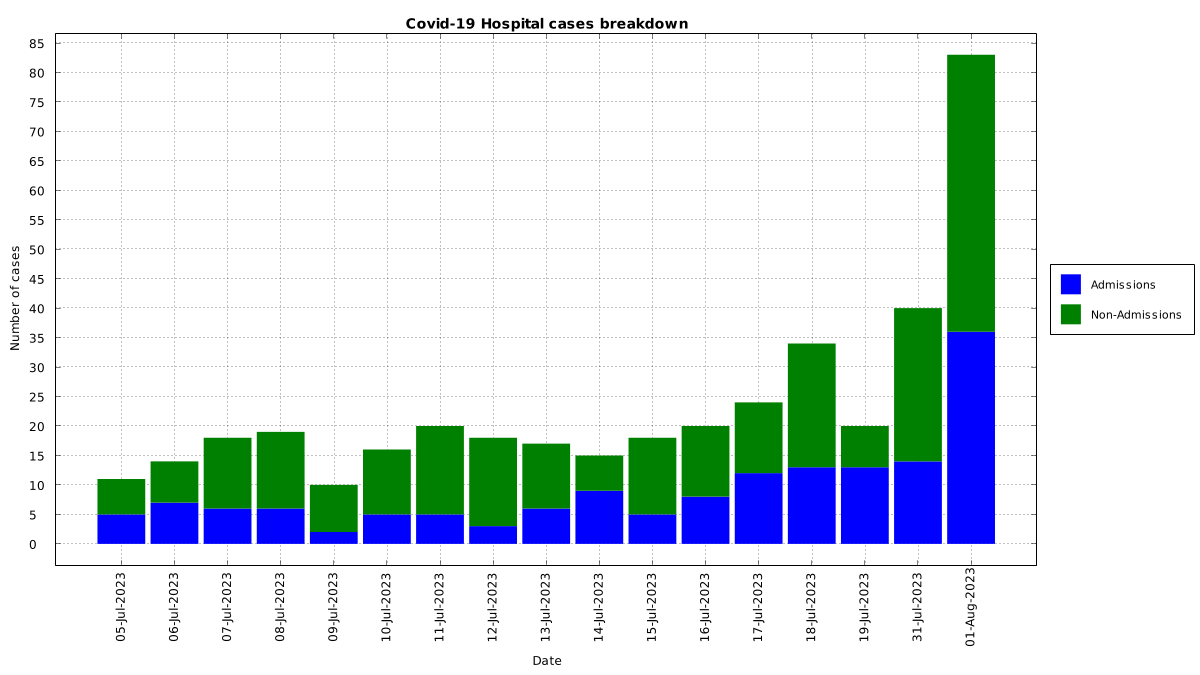 Covid-19 Hospital cases breakdown
85
80
75
70
65
60
55
50
45
40
35
30
25
20
15
10
5
0
Number of cases
05-Jul-2023
06-Jul-2023
07-Jul-2023
08-Jul-2023
09-Jul-2023
10-Jul-2023
11-Jul-2023
12-Jul-2023
13-Jul-2023
14-Jul-2023
15-Jul-2023
16-Jul-2023
17-Jul-2023
18-Jul-2023
19-Jul-2023
31-Jul-2023
01-Aug-2023
Date
Admissions
Non-Admissions